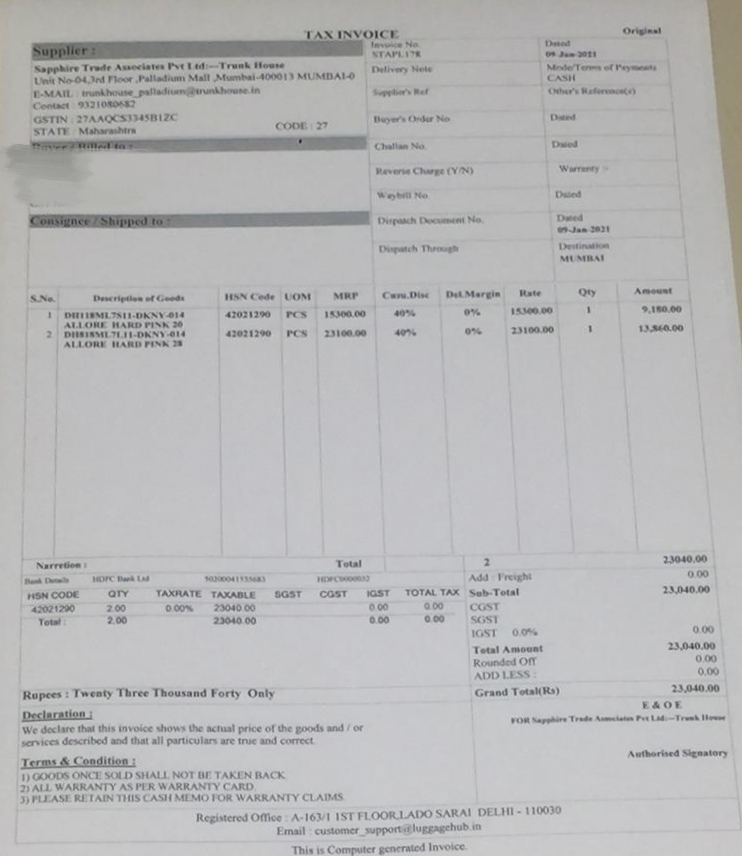 TAX INVOICE
Original
Supplier :
Sapphire Trade Associates Pvt Ltd:--Trunk House
Unit No-04,3rd Floor ,Palladium Mall ,Mumbai-400013 MUMBAI-0
E-MAIL : trunkhouse_palladium@trunkhouse.in
Contact : 9321080682
GSTIN : 27AAQCS3345B1ZC
STATE : Maharashtra CODE : 27
Buyer / Billed to :
Consignee / Shipped to :
Invoice No. Dated
STAPL178 09-Jan-2021
Delivery Note Mode/Terms of Payments
CASH
Supplier's Ref Other's Reference(s)
Buyer's Order No Dated
Challan No. Dated
Reverse Charge (Y/N) Warranty :-
Waybill No. Dated
Dispatch Document No. Dated
09-Jan-2021
Dispatch Through Destination
MUMBAI
S.No. Description of Goods HSN Code UOM MRP Cusu.Disc Det.Margin Rate Qty Amount
1 DH118ML7S11-DKNY-014 42021290 PCS 15300.00 40% 0% 15300.00 1 9,180.00
ALLORE HARD PINK 20
2 DH818ML7L11-DKNY-014 42021290 PCS 23100.00 40% 0% 23100.00 1 13,860.00
ALLORE HARD PINK 28
Narretion : Total 2 23040.00
Bank Details HDFC Bank Ltd
Add : Freight 0.00
HSN CODE QTY TAXRATE TAXABLE SGST CGST IGST TOTAL TAX
42021290 2.00 0.00% 23040.00 0.00 0.00
Total : 2.00 23040.00 0.00 0.00
Sub-Total 23,040.00
CGST
SGST
IGST 0.0% 0.00
Total Amount 23,040.00
Rounded Off 0.00
ADD LESS : 0.00
Rupees : Twenty Three Thousand Forty Only
Grand Total(Rs) 23,040.00
E & O E
FOR Sapphire Trade Associates Pvt Ltd:--Trunk House
Authorised Signatory
Declaration :
We declare that this invoice shows the actual price of the goods and / or
services described and that all particulars are true and correct.
Terms & Condition :
1) GOODS ONCE SOLD SHALL NOT BE TAKEN BACK
2) ALL WARRANTY AS PER WARRANTY CARD.
3) PLEASE RETAIN THIS CASH MEMO FOR WARRANTY CLAIMS.
Registered Office : A-163/1 1ST FLOOR,LADO SARAI DELHI - 110030
Email : customer_support@luggagehub.in
This is Computer generated Invoice.